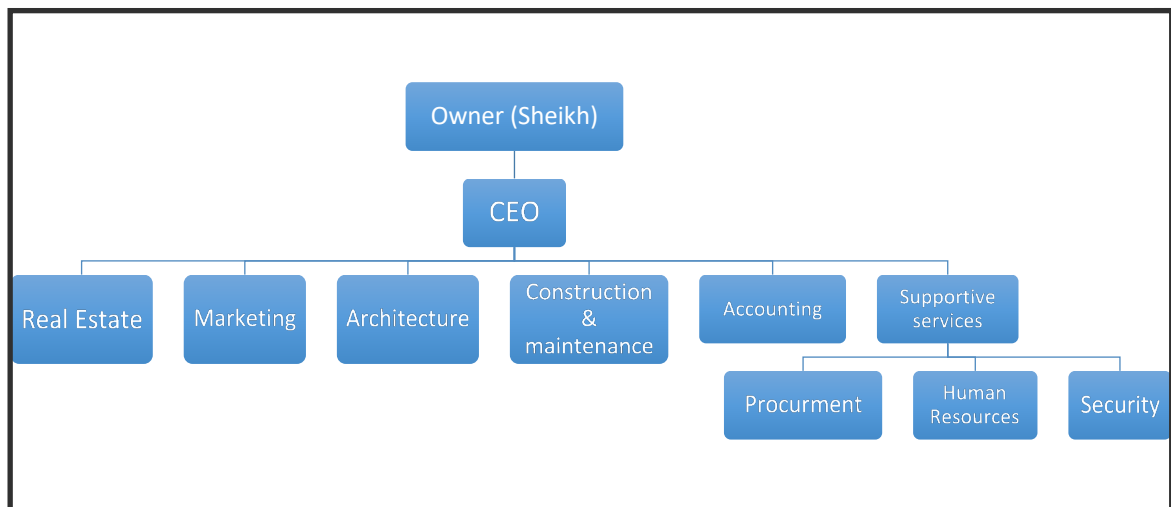 Owner (Sheikh)
CEO
Real Estate
Marketing
Architecture
Construction
&
maintenance
Accounting
Supportive
services
Procurment
Human
Resources
Security